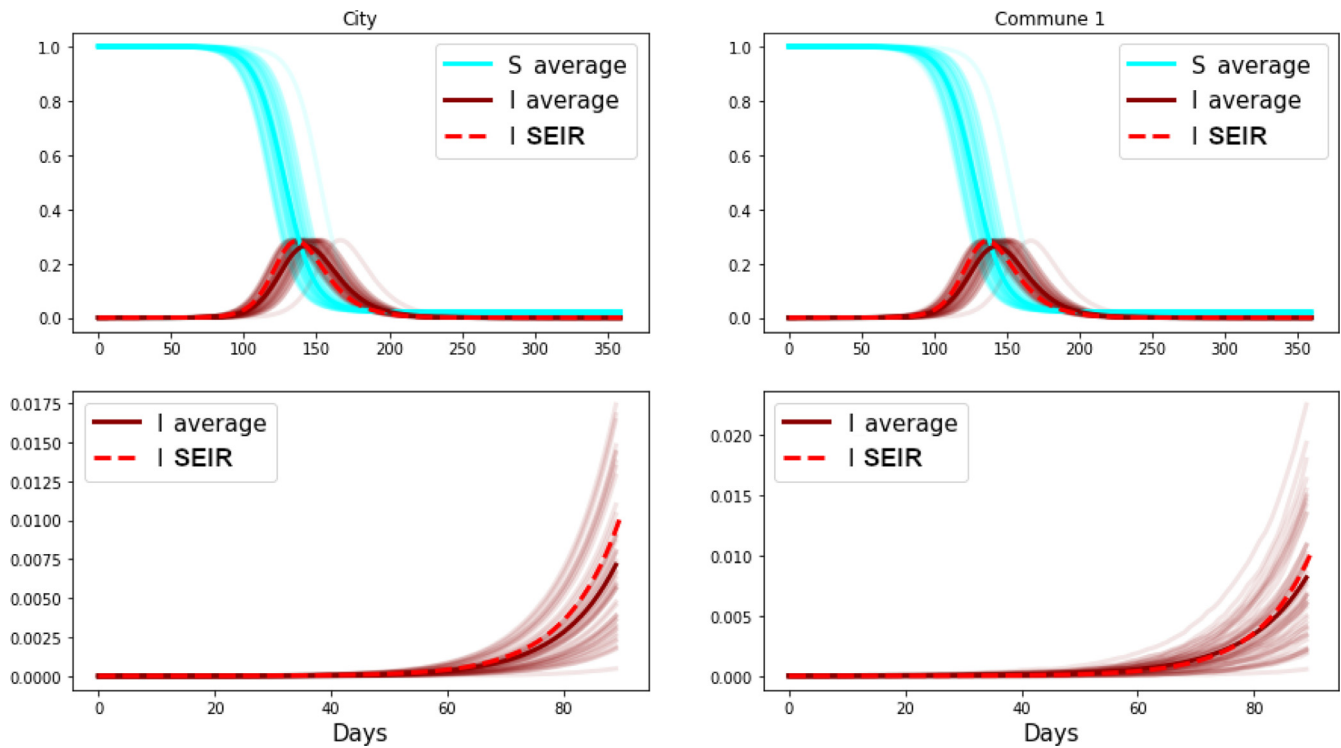 City
1.0
0.8
0.6
0.4
0.2
0.0
S average
I average
I SEIR
0 50 100 150 200 250 300 350
Commune 1
1.0
0.8
0.6
0.4
0.2
0.0
S average
I average
I SEIR
0 50 100 150 200 250 300 350
0.0175
0.0150
0.0125
0.0100
0.0075
0.0050
0.0025
0.0000
I average
I SEIR
0 20 40 60 80
Days
0.020
0.015
0.010
0.005
0.000
I average
I SEIR
0 20 40 60 80
Days